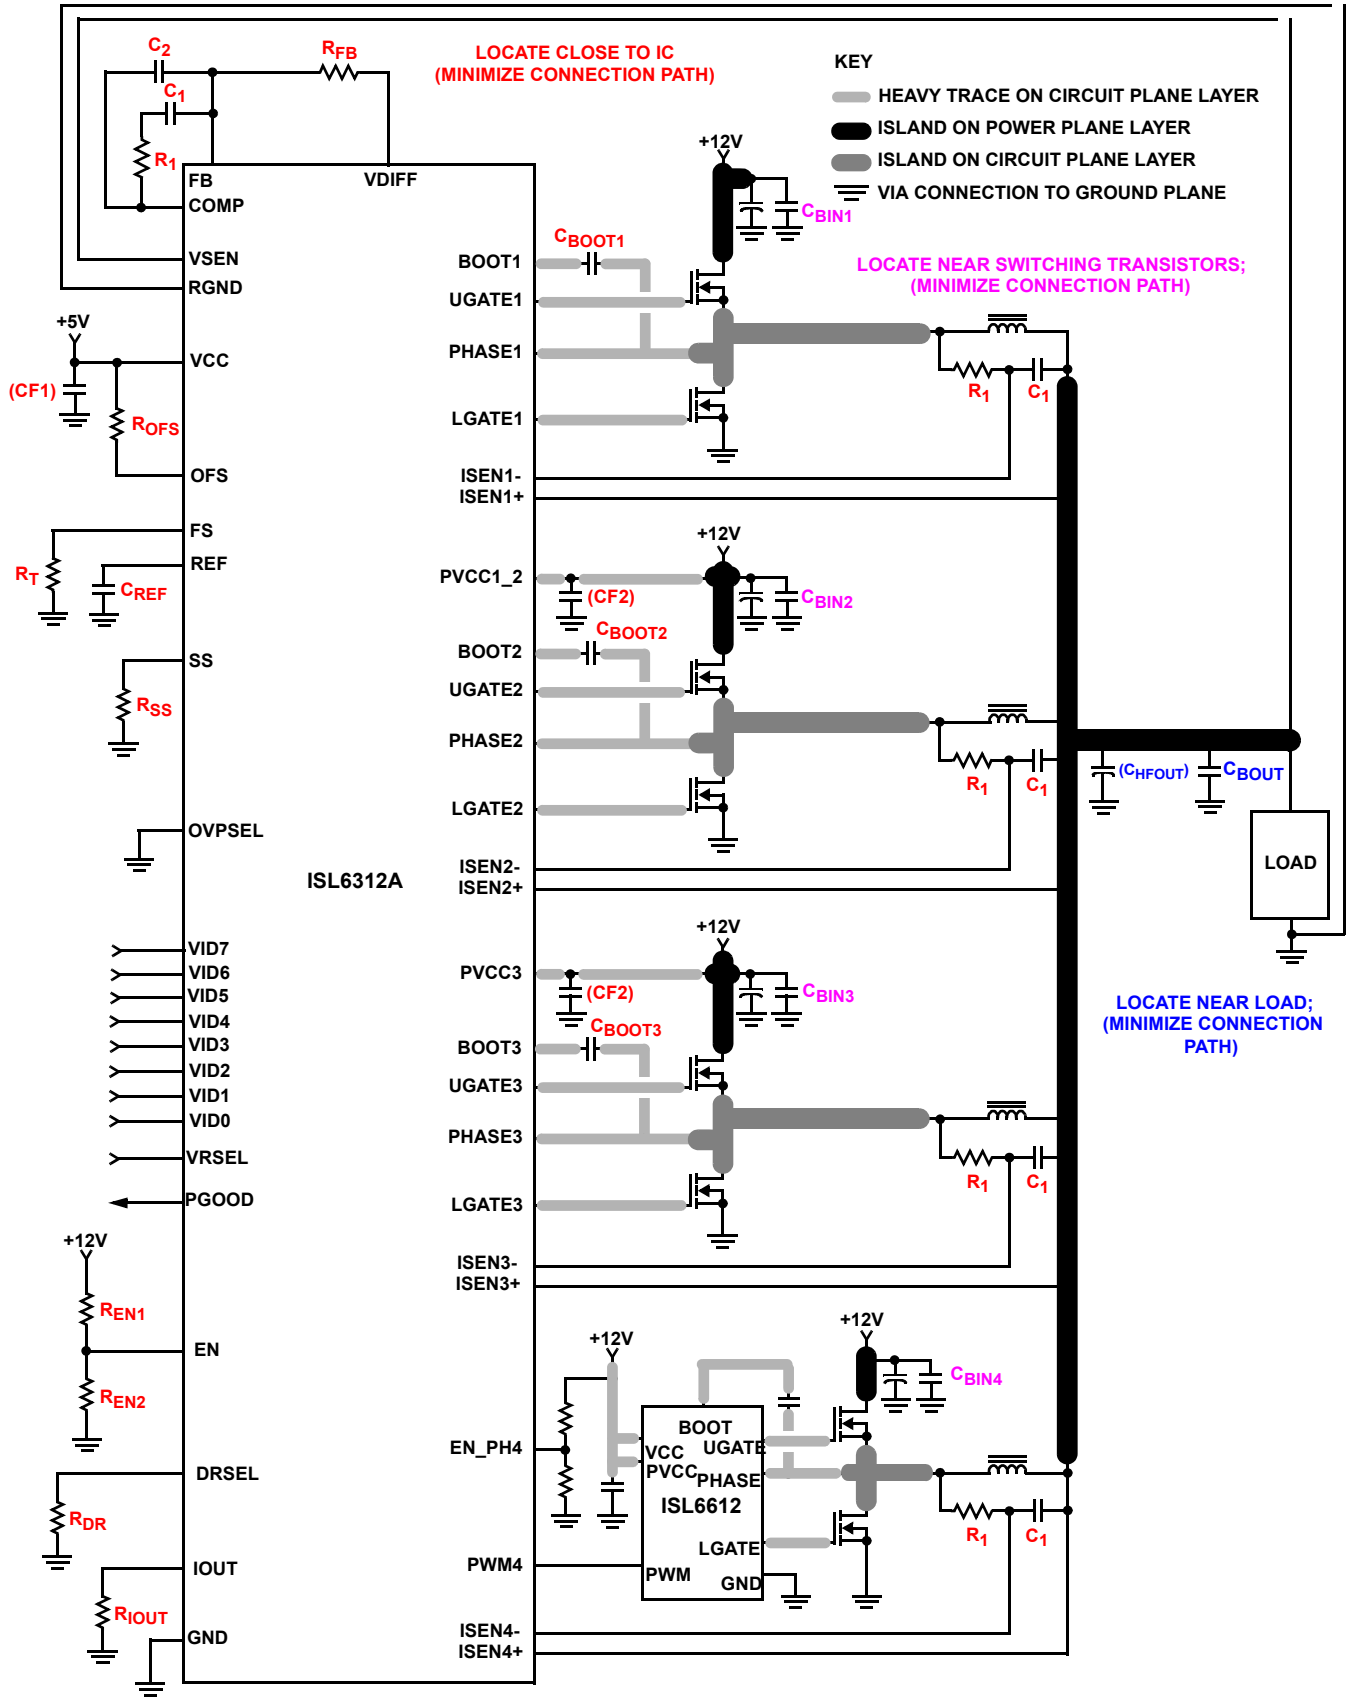 C2
RFB
LOCATE CLOSE TO IC
(MINIMIZE CONNECTION PATH)
C1
R1
KEY
HEAVY TRACE ON CIRCUIT PLANE LAYER
ISLAND ON POWER PLANE LAYER
ISLAND ON CIRCUIT PLANE LAYER
VIA CONNECTION TO GROUND PLANE
+12V
CBIN1
FB
VDIFF
COMP
VSEN
RGND
+5V
VCC
(CF1)
ROFS
OFS
FS
RT
REF
CREF
SS
RSS
OVPSEL
ISL6312A
VID7
VID6
VID5
VID4
VID3
VID2
VID1
VID0
VRSEL
PGOOD
+12V
REN1
EN
REN2
DRSEL
RDR
IOUT
RIOUT
GND
CBOOT1
BOOT1
UGATE1
PHASE1
LGATE1
ISEN1-
ISEN1+
LOCATE NEAR SWITCHING TRANSISTORS;
(MINIMIZE CONNECTION PATH)
R1
C1
+12V
PVCC1_2
(CF2)
CBIN2
CBOOT2
BOOT2
UGATE2
PHASE2
LGATE2
ISEN2-
ISEN2+
R1
C1
(CHFOUT)
CBOUT
LOAD
LOCATE NEAR LOAD;
(MINIMIZE CONNECTION
PATH)
+12V
PVCC3
(CF2)
CBIN3
CBOOT3
BOOT3
UGATE3
PHASE3
LGATE3
ISEN3-
ISEN3+
R1
C1
+12V
+12V
CBIN4
EN_PH4
BOOT
UGATE
VCC
PVCC
PHASE
ISL6612
LGATE
PWM4
PWM
GND
R1
C1
ISEN4-
ISEN4+